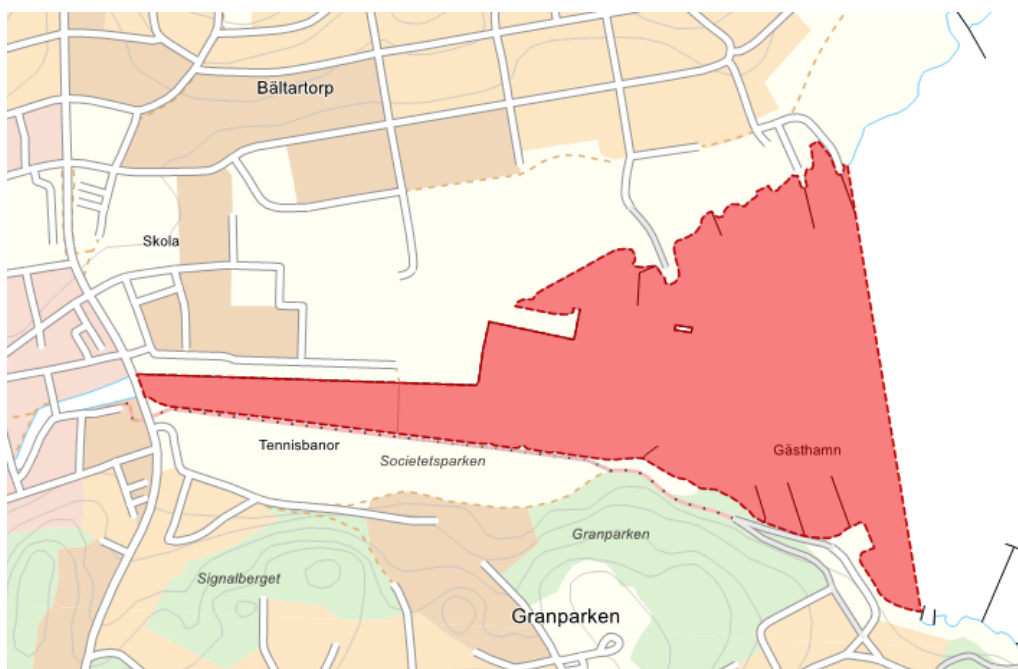 Bältartorp
Skola
Gästhamn
Tennisbanor
Societetsparken
Granparken
Signalberget
Granparken